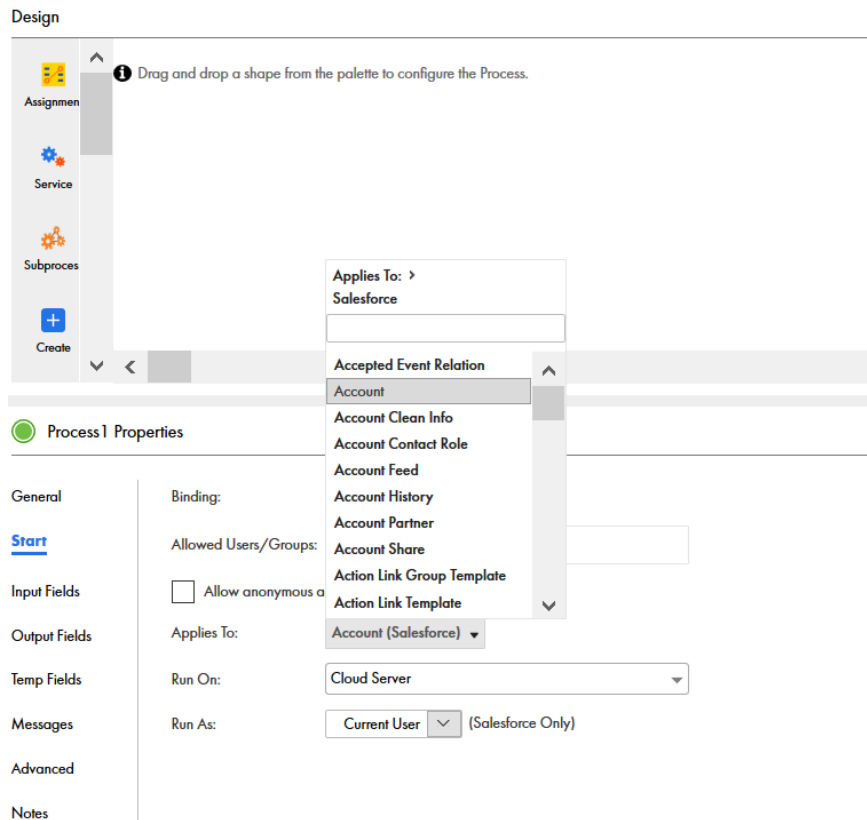 Design
Drag and drop a shape from the palette to configure the Process.
Assignmen
Service
Subproces
Create
Applies To: >
Salesforce
Accepted Event Relation
Account
Account Clean Info
Account Contact Role
Account Feed
Account History
Account Partner
Account Share
Action Link Group Template
Action Link Template
Process1 Properties
General
Start
Input Fields
Output Fields
Temp Fields
Messages
Advanced
Notes
Binding:
Allowed Users/Groups:
Allow anonymous a
Applies To: Account (Salesforce)
Run On: Cloud Server
Run As: Current User (Salesforce Only)